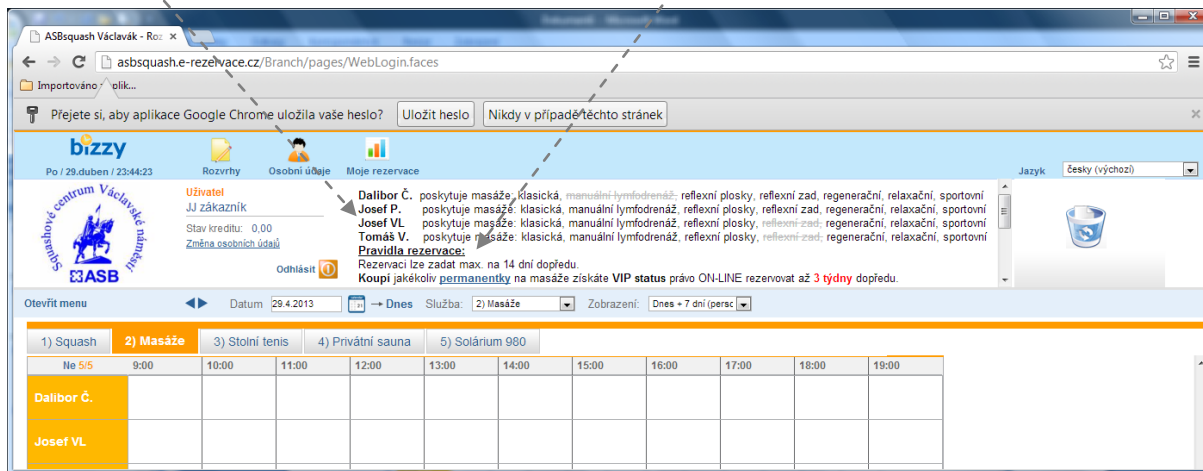 ASBsquash Václavák - Roz
asbsquash.e-rezervace.cz/Branch/pages/WebLogin.faces
Importováno
Přejete si, aby aplikace Google Chrome uložila vaše heslo? Uložit heslo Nikdy v případě těchto stránek
bizzy
Po / 29.duben / 23:44:23
Rozvrhy Osobní údaje Moje rezervace
Jazyk česky (výchozí)
Squashové centrum Václavské náměstí
ASB
Uživatel
JJ zákazník
Stav kreditu: 0,00
Změna osobních údajů
Odhlásit
Dalibor Č. poskytuje masáže: klasická, manuální lymfodrenáž, reflexní plosky, reflexní zad, regenerační, relaxační, sportovní
Josef P. poskytuje masáže: klasická, manuální lymfodrenáž, reflexní plosky, reflexní zad, regenerační, relaxační, sportovní
Josef VL poskytuje masáže: klasická, manuální lymfodrenáž, reflexní plosky, reflexní zad, regenerační, relaxační, sportovní
Tomáš V. poskytuje masáže: klasická, manuální lymfodrenáž, reflexní plosky, reflexní zad, regenerační, relaxační, sportovní
Pravidla rezervace:
Rezervaci lze zadat max. na 14 dní dopředu.
Koupí jakékoliv permanentky na masáže získáte VIP status právo ON-LINE rezervovat až 3 týdny dopředu.
Otevřít menu Datum 29.4.2013 → Dnes Služba: 2) Masáže Zobrazení: Dnes + 7 dní (persc
1) Squash 2) Masáže 3) Stolní tenis 4) Privátní sauna 5) Solárium 980
Ne 5/5 9:00 10:00 11:00 12:00 13:00 14:00 15:00 16:00 17:00 18:00 19:00
Dalibor Č.
Josef VL